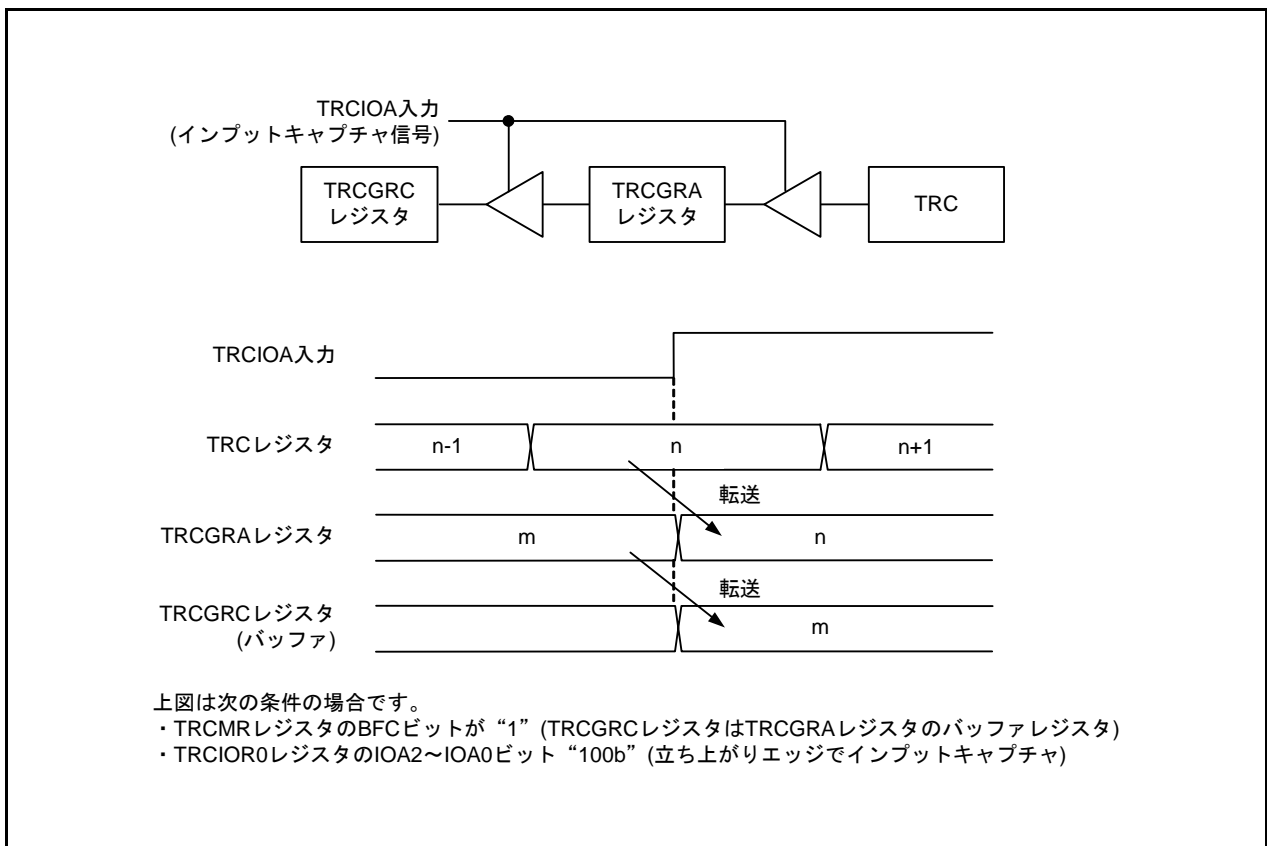 TRCIOA入力
(インプットキャプチャ信号)
TRCGRC
レジスタ
TRCGRA
レジスタ
TRC
TRCIOA入力
TRCレジスタ
n-1
n
n+1
転送
TRCGRAレジスタ
m
n
転送
TRCGRCレジスタ
(バッファ)
m
上図は次の条件の場合です。
・TRCMRレジスタのBFCビットが“1”(TRCGRCレジスタはTRCGRAレジスタのバッファレジスタ)
・TRCIOR0レジスタのIOA2～IOA0ビット“100b”(立ち上がりエッジでインプットキャプチャ)